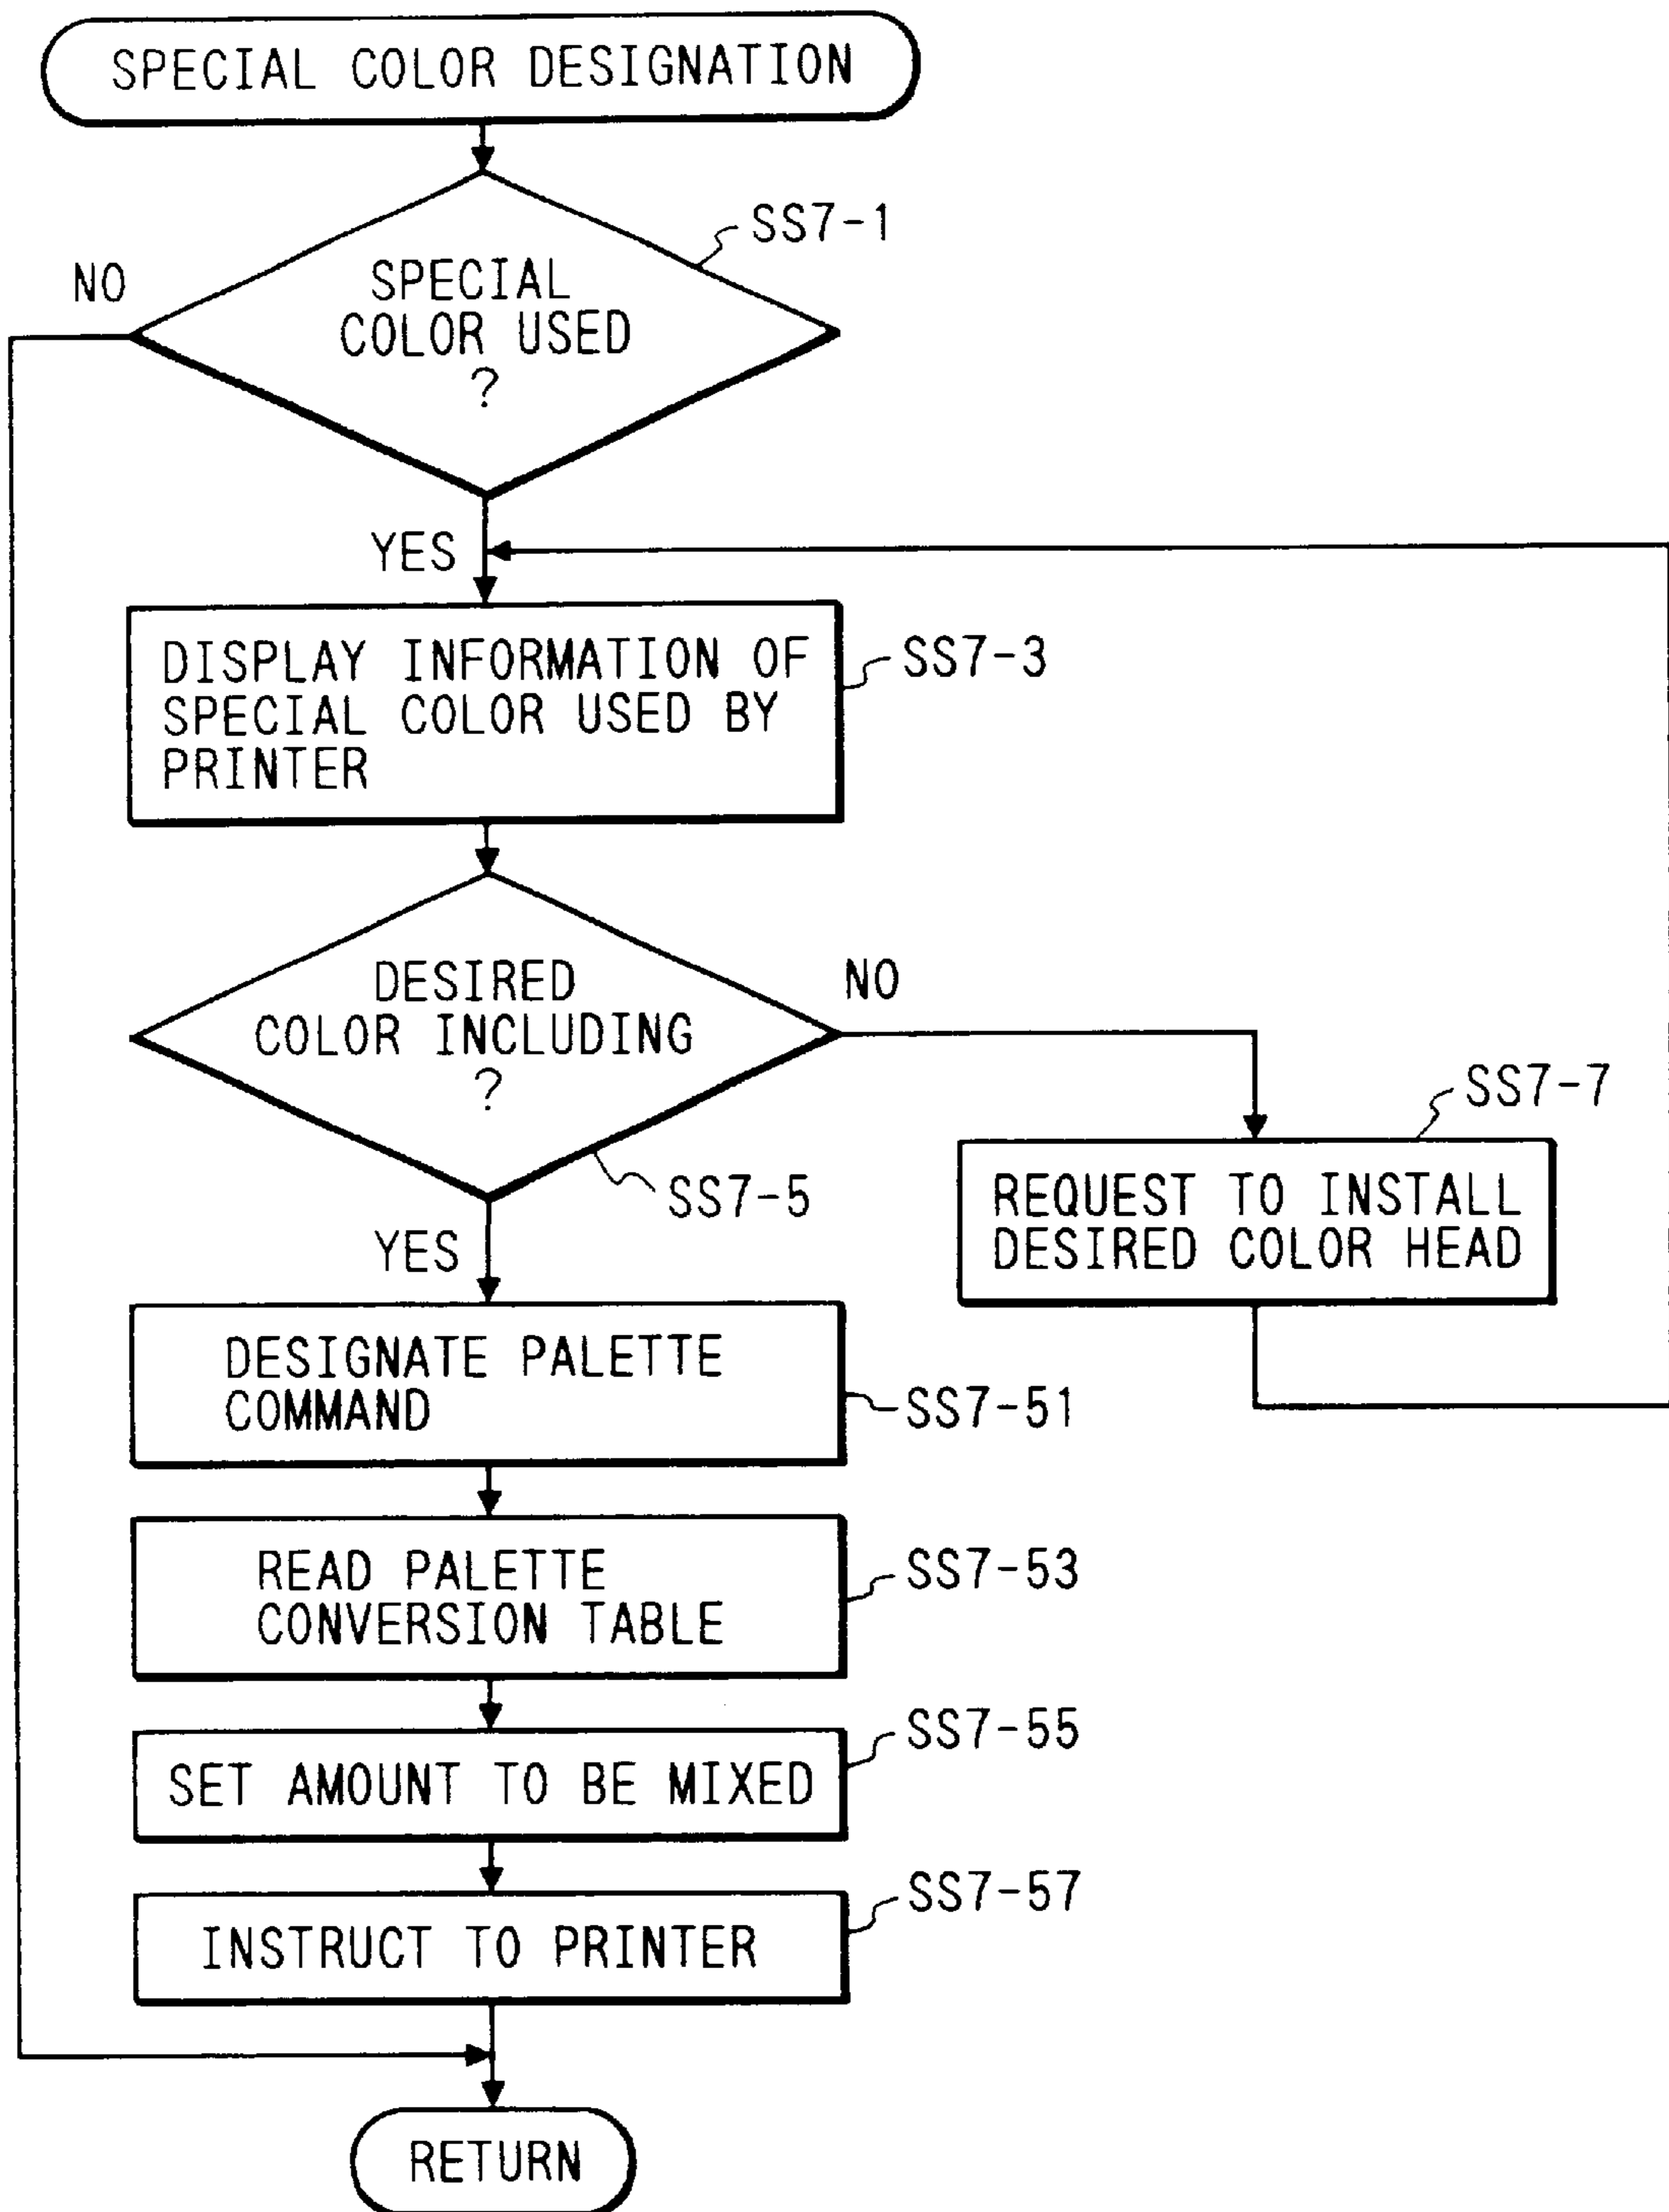 SPECIAL COLOR DESIGNATION
SS7-1
NO
SPECIAL
COLOR USED
?
YES
DISPLAY INFORMATION OF
SPECIAL COLOR USED BY
PRINTER
SS7-3
DESIRED
COLOR INCLUDING
?
NO
SS7-5
YES
SS7-7
REQUEST TO INSTALL
DESIRED COLOR HEAD
DESIGNATE PALETTE
COMMAND
SS7-51
READ PALETTE
CONVERSION TABLE
SS7-53
SET AMOUNT TO BE MIXED
SS7-55
INSTRUCT TO PRINTER
SS7-57
RETURN